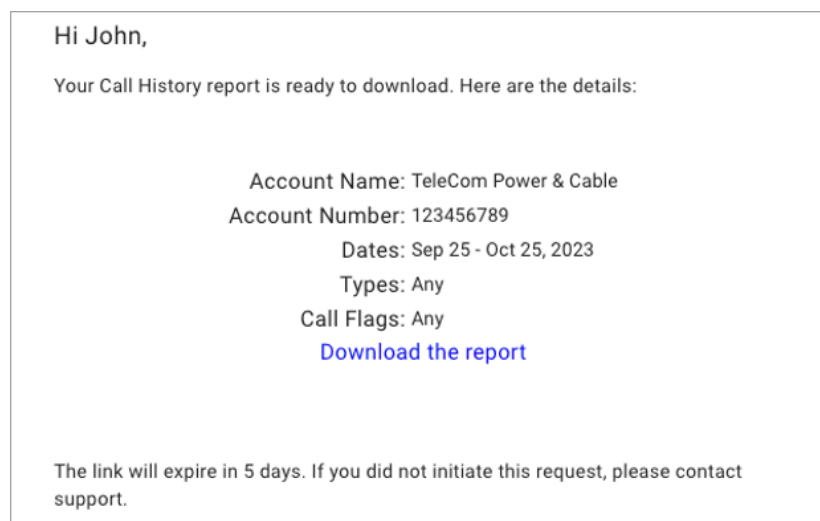 Hi John,
Your Call History report is ready to download. Here are the details:
Account Name: TeleCom Power & Cable
Account Number: 123456789
Dates: Sep 25 - Oct 25, 2023
Types: Any
Call Flags: Any
Download the report
The link will expire in 5 days. If you did not initiate this request, please contact
support.